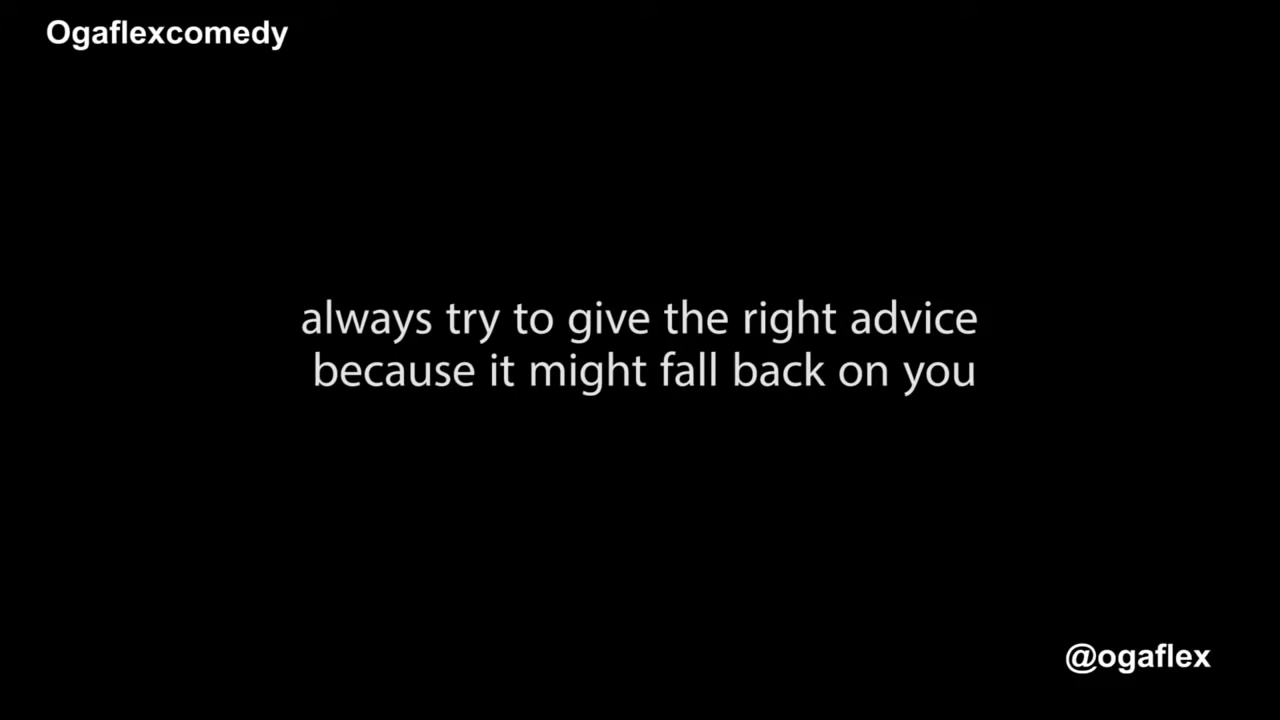 Ogaflexcomedy
always try to give the right advice
because it might fall back on you
@ogaflex